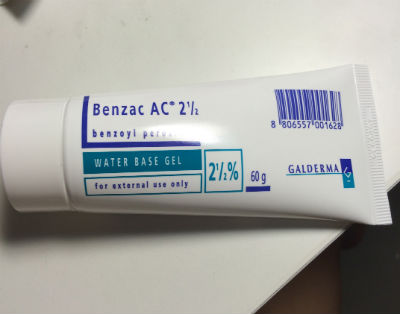 Benzac AC® 2½
benzoyl
WATER BASE GEL
for external use only
2½%
60 g
8 806557 001628
GALDERMA